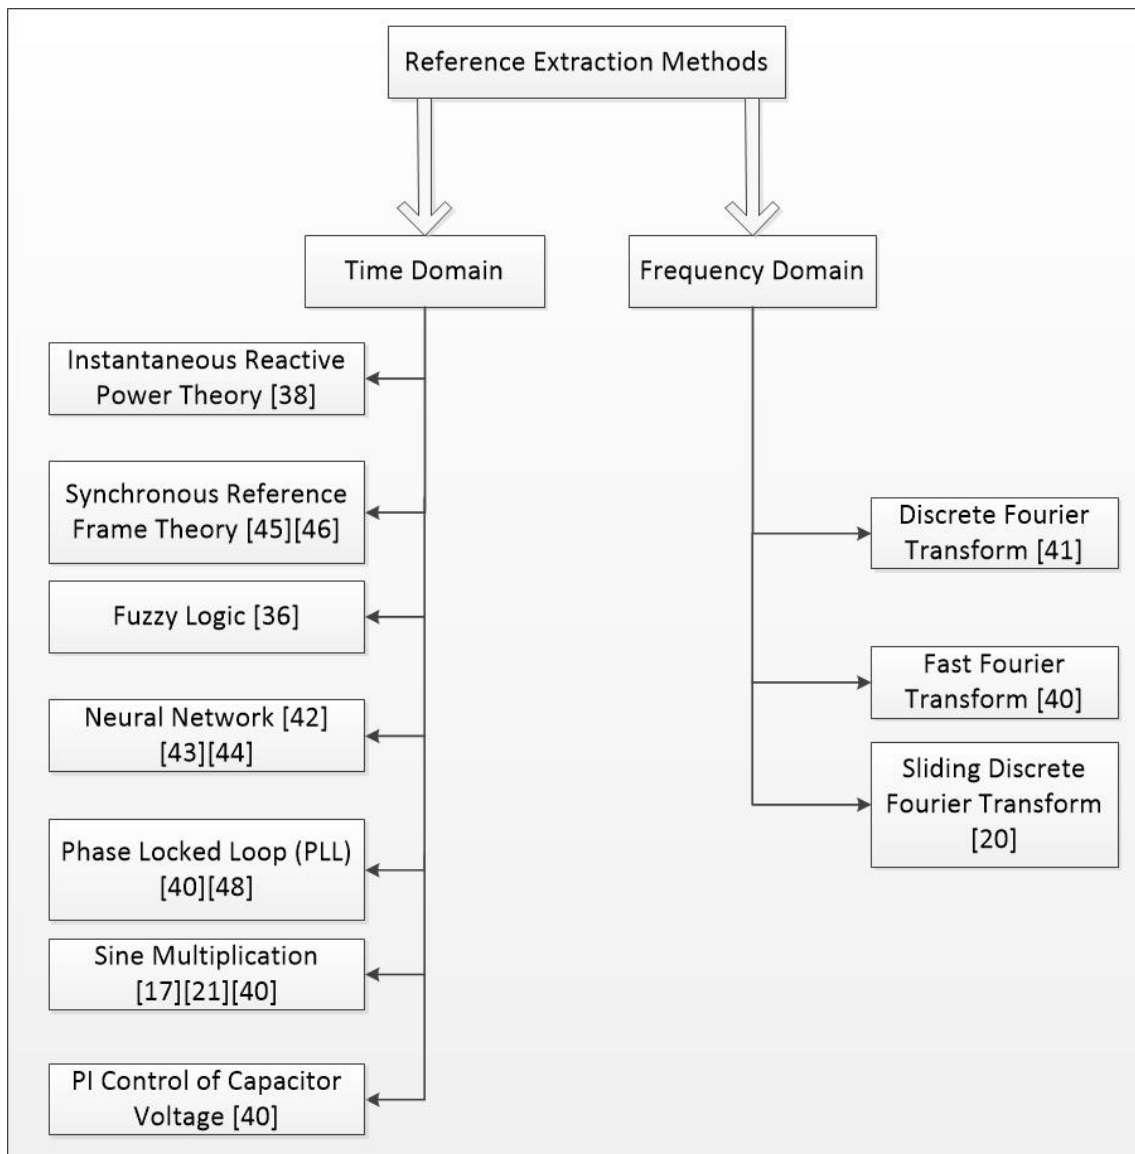 Reference Extraction Methods
Time Domain
Frequency Domain
Instantaneous Reactive
Power Theory [38]
Synchronous Reference
Frame Theory [45][46]
Fuzzy Logic [36]
Neural Network [42]
[43][44]
Phase Locked Loop (PLL)
[40][48]
Sine Multiplication
[17][21][40]
PI Control of Capacitor
Voltage [40]
Discrete Fourier
Transform [41]
Fast Fourier
Transform [40]
Sliding Discrete
Fourier Transform
[20]